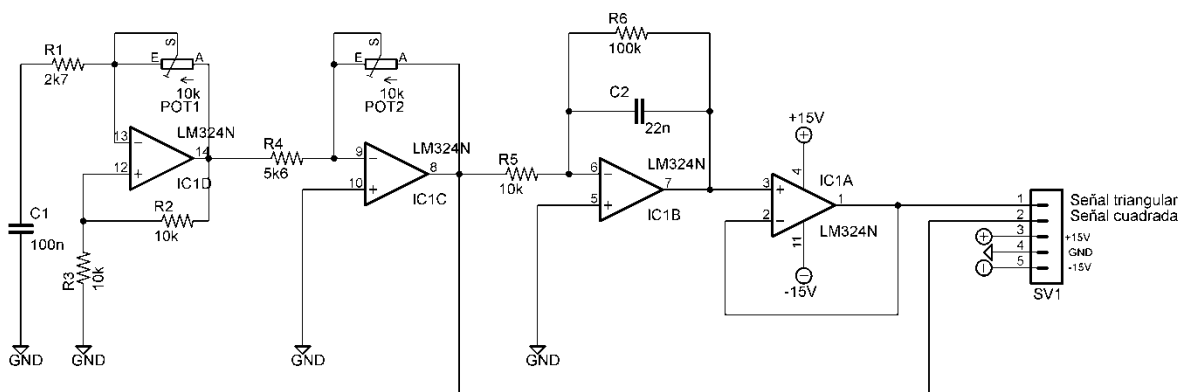 R1
2k7
S
E
A
10k
POT1
13
12
14
LM324N
IC1D
C1
100n
R2
10k
R3
10k
GND
GND
R4
5k6
S
E
A
10k
POT2
9
10
8
LM324N
IC1C
GND
R5
10k
R6
100k
C2
22n
6
5
7
LM324N
IC1B
GND
+15V
4
3
2
1
11
IC1A
LM324N
-15V
1 Señal triangular
2 Señal cuadrada
3 +15V
4 GND
5 -15V
SV1